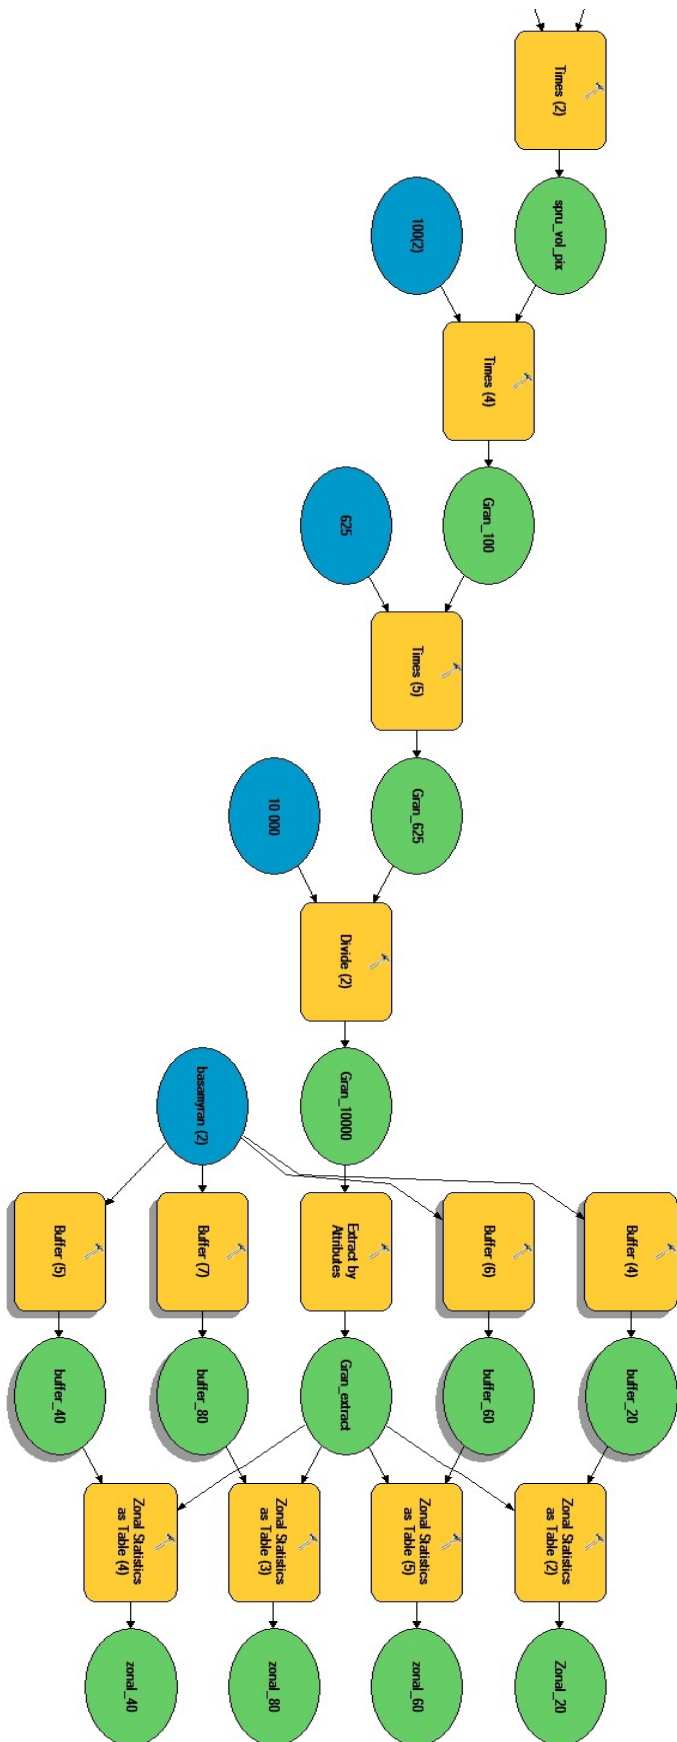 Times (2)
spru_vol_pix
100(2)
Times (4)
Gran_100
625
Times (5)
Gran_625
10 000
Divide (2)
Gran_10000
basamyran (2)
Buffer (4)
Buffer (6)
Extract by
Attributes
Buffer (7)
Buffer (5)
buffer_20
buffer_60
Gran_extract
buffer_80
buffer_40
Zonal Statistics
as Table (2)
Zonal Statistics
as Table (5)
Zonal Statistics
as Table (3)
Zonal Statistics
as Table (4)
Zonal_20
zonal_60
zonal_80
zonal_40